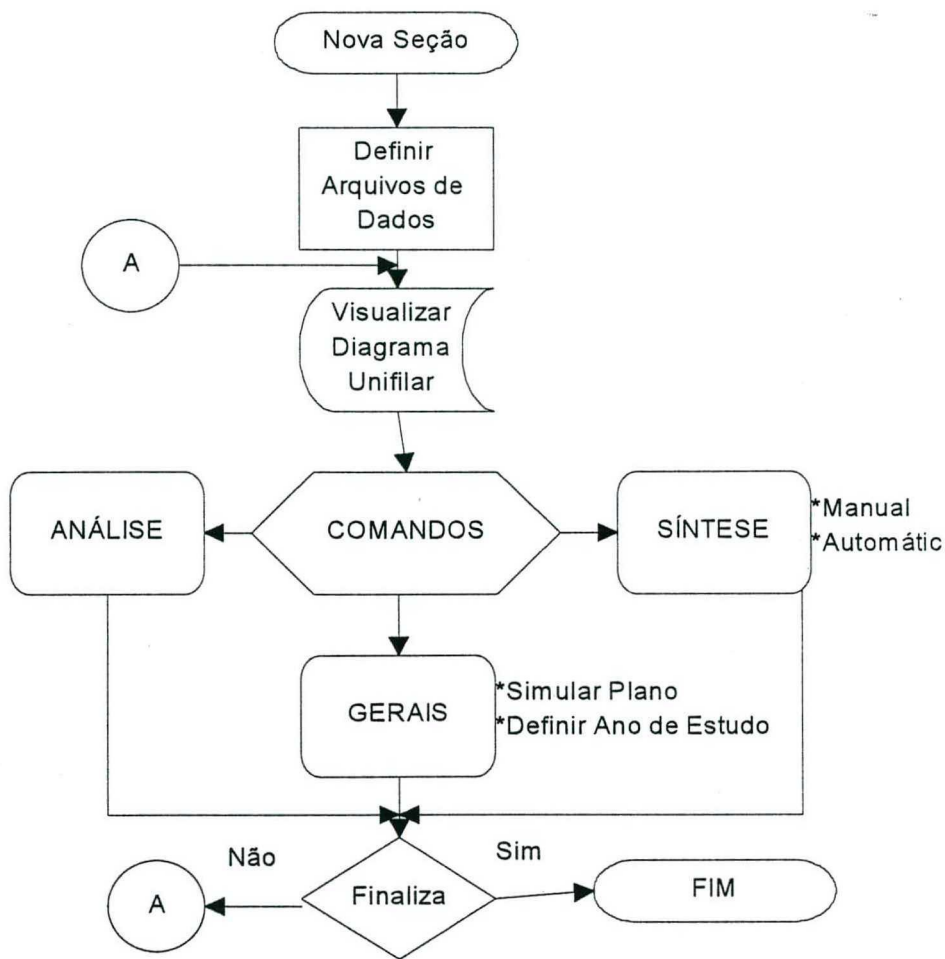 Nova Seção
Definir
Arquivos de
Dados
A
Visualizar
Diagrama
Unifilar
ANÁLISE
COMANDOS
SÍNTESE
*Manual
*Automátic
GERAIS
*Simular Plano
*Definir Ano de Estudo
Não
Sim
A
Finaliza
FIM